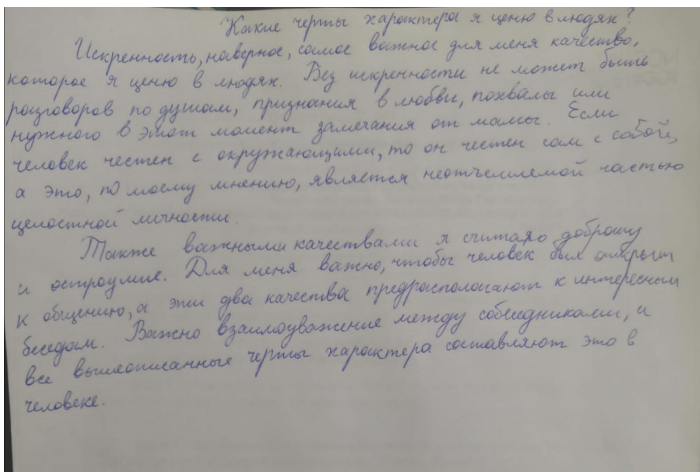 Какие черты характера я ценю в людях?
Искренность, наверное, самое важное для меня качество,
которое я ценю в людях. Без искренности не может быть
разговоров по душам, признания в любви, похвалы или
нужного в этот момент замечания от мамы. Если
человек честен с окружающими, то он честен сам с собой,
а это, по моему мнению, является неотъемлемой частью
целостной личности.
Также важными качествами я считаю доброту
и остроумие. Для меня важно, чтобы человек был открыт
к общению, а эти два качества предрасполагают к интересным
беседам. Важно взаимоуважение между собеседниками, и
все вышеописанные черты характера составляют это в
человеке.